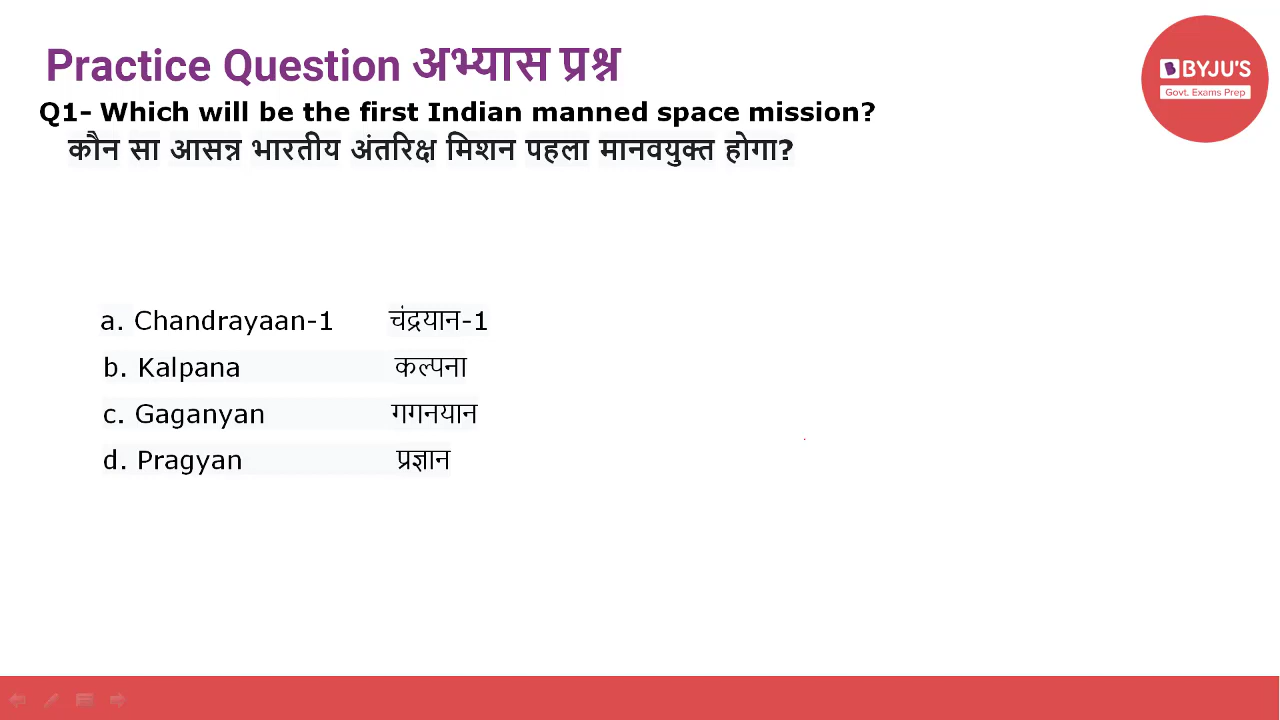 Practice Question अभ्यास प्रश्न
BYJU'S
Govt. Exams Prep
Q1- Which will be the first Indian manned space mission?
कौन सा आसन्न भारतीय अंतरिक्ष मिशन पहला मानवयुक्त होगा?
a. Chandrayaan-1 चंद्रयान-1
b. Kalpana कल्पना
c. Gaganyan गगनयान
d. Pragyan प्रज्ञान